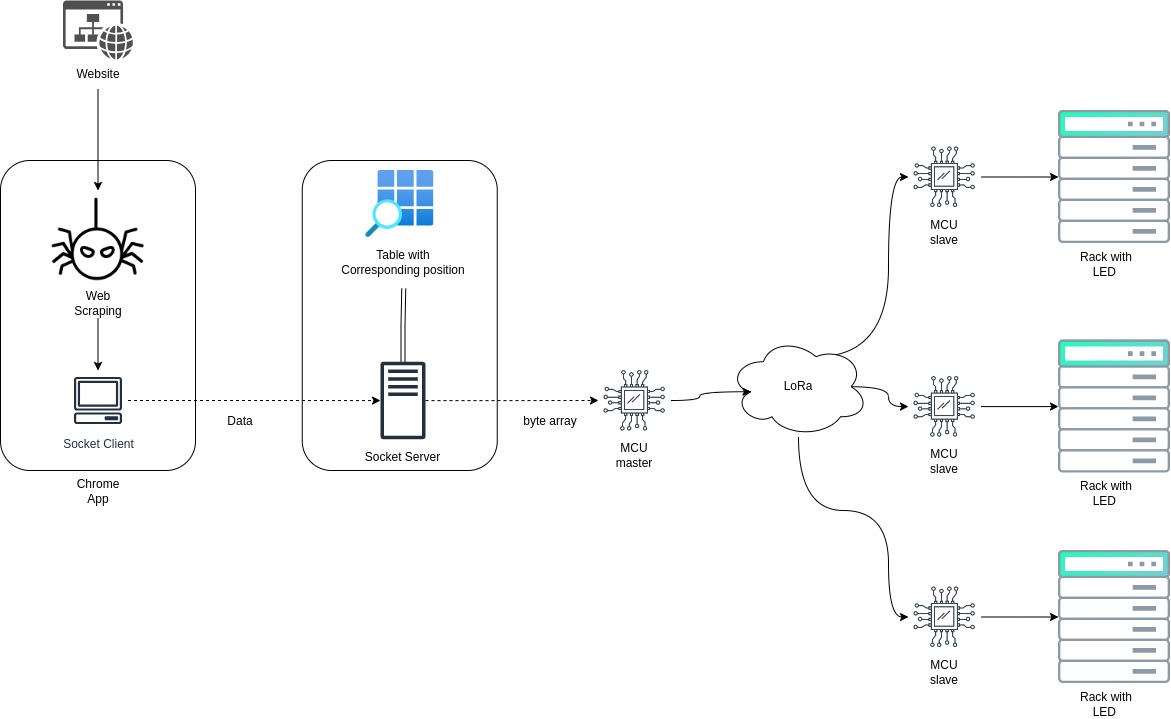 Website
Web
Scraping
Socket Client
Chrome
App
Data
Table with
Corresponding position
Socket Server
byte array
MCU
master
LoRa
MCU
slave
Rack with
LED
MCU
slave
Rack with
LED
MCU
slave
Rack with
LED